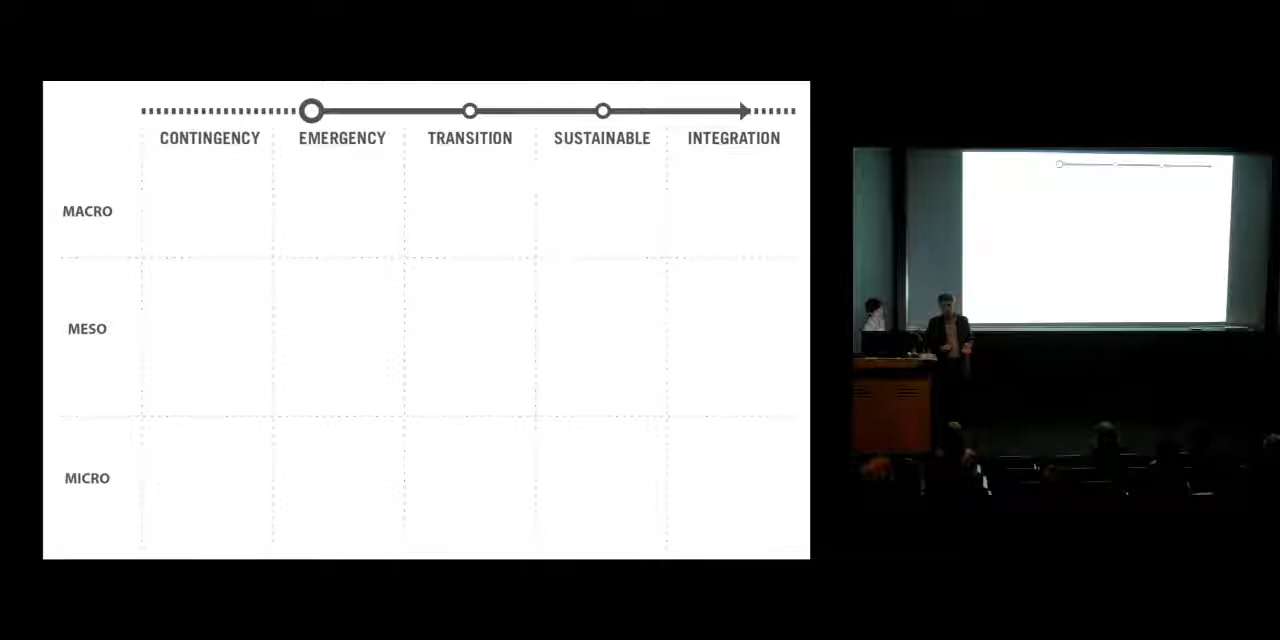 CONTINGENCY EMERGENCY TRANSITION SUSTAINABLE INTEGRATION
MACRO
MESO
MICRO